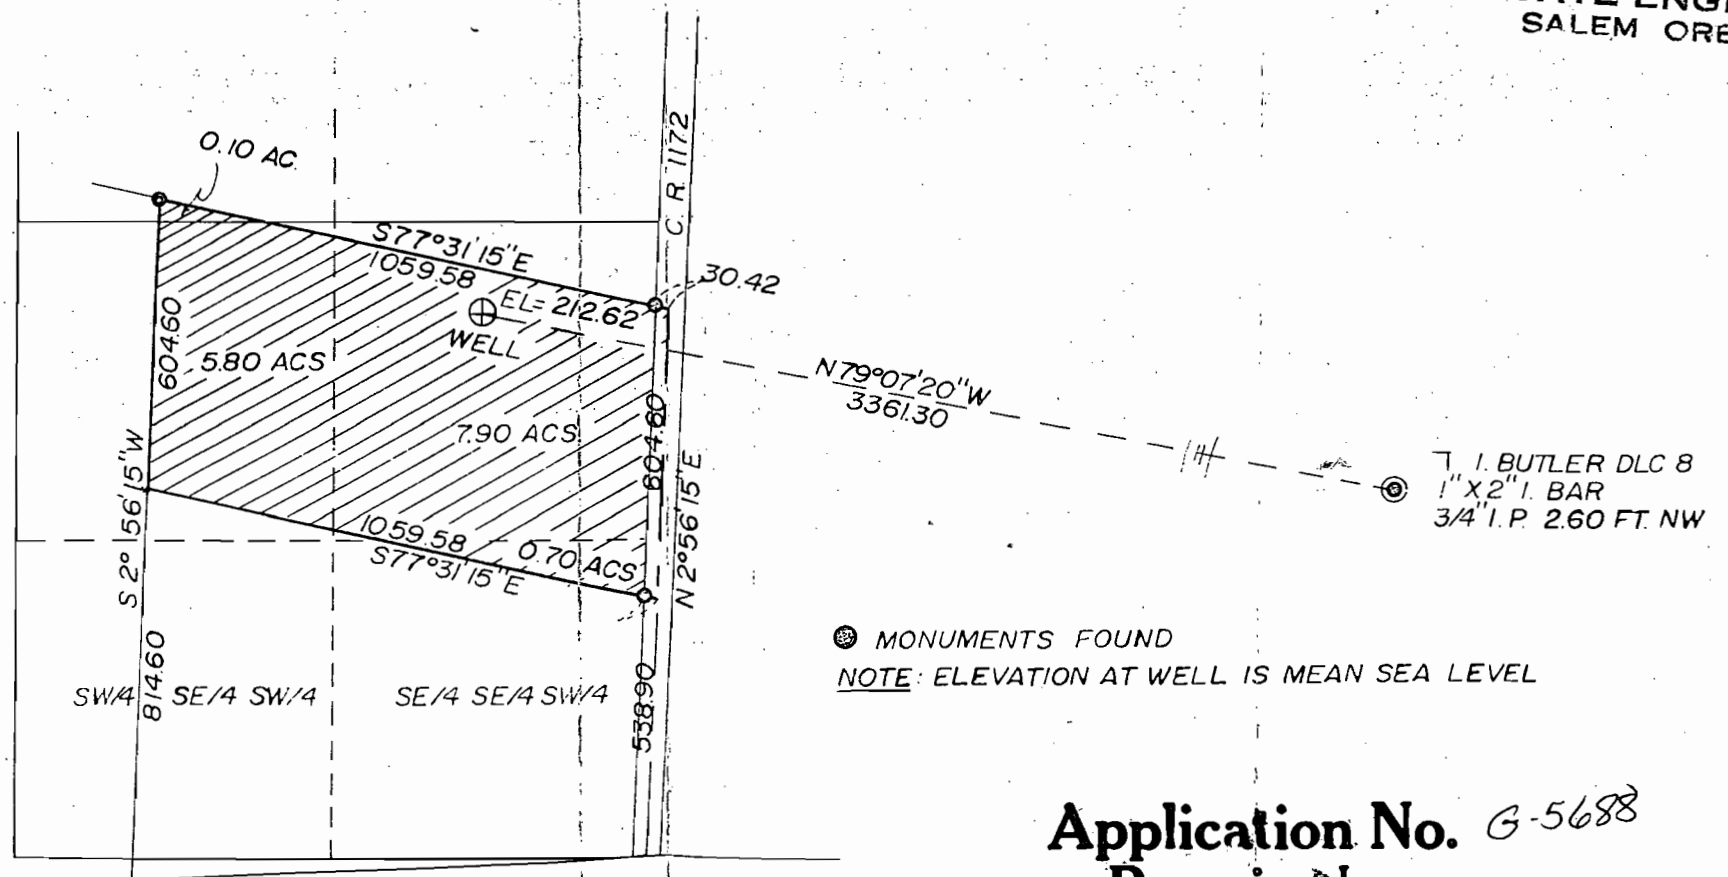 SALEM
0.10 AC.
C. R. 1172
S77°31'15"E
1059.58
30.42
EL= 212.62
WELL
604.60
5.80 ACS
N79°07'20"W
3361.30
7.90 ACS.
604.60
S 2° 56'15"W
N 2°56'15"E
1. BUTLER DLC 8
1" X 2" I. BAR
3/4" I. P. 2.60 FT. NW
1059.58
S77°31'15"E
0.70 ACS
MONUMENTS FOUND
NOTE: ELEVATION AT WELL IS MEAN SEA LEVEL
814.60
538.90
SW/4 SE/4 SW/4
SE/4 SE/4 SW/4
Application No. G-5688